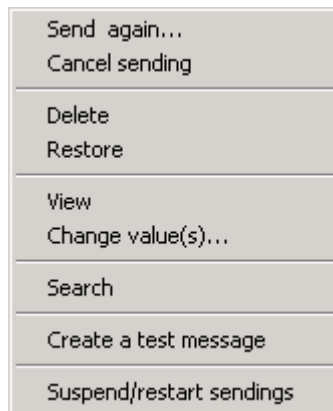 Send  again...
Cancel sending
Delete
Restore
View
Change value(s)...
Search
Create a test message
Suspend/restart sendings